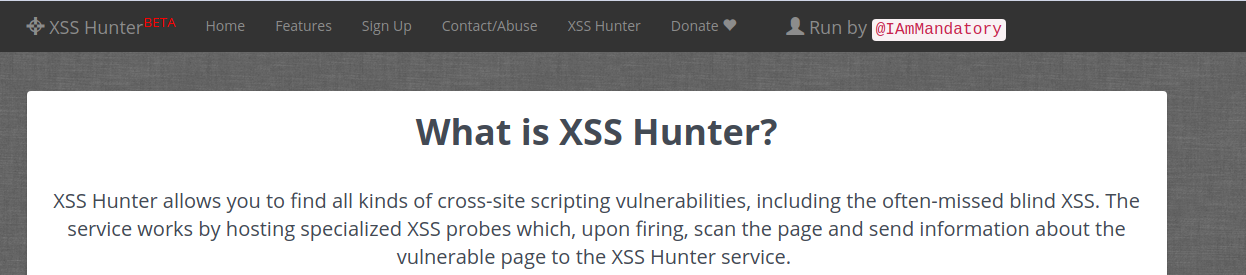 XSS Hunter BETA Home Features Sign Up Contact/Abuse XSS Hunter Donate ♥ Run by @IAmMandatory
What is XSS Hunter?
XSS Hunter allows you to find all kinds of cross-site scripting vulnerabilities, including the often-missed blind XSS. The
service works by hosting specialized XSS probes which, upon firing, scan the page and send information about the
vulnerable page to the XSS Hunter service.